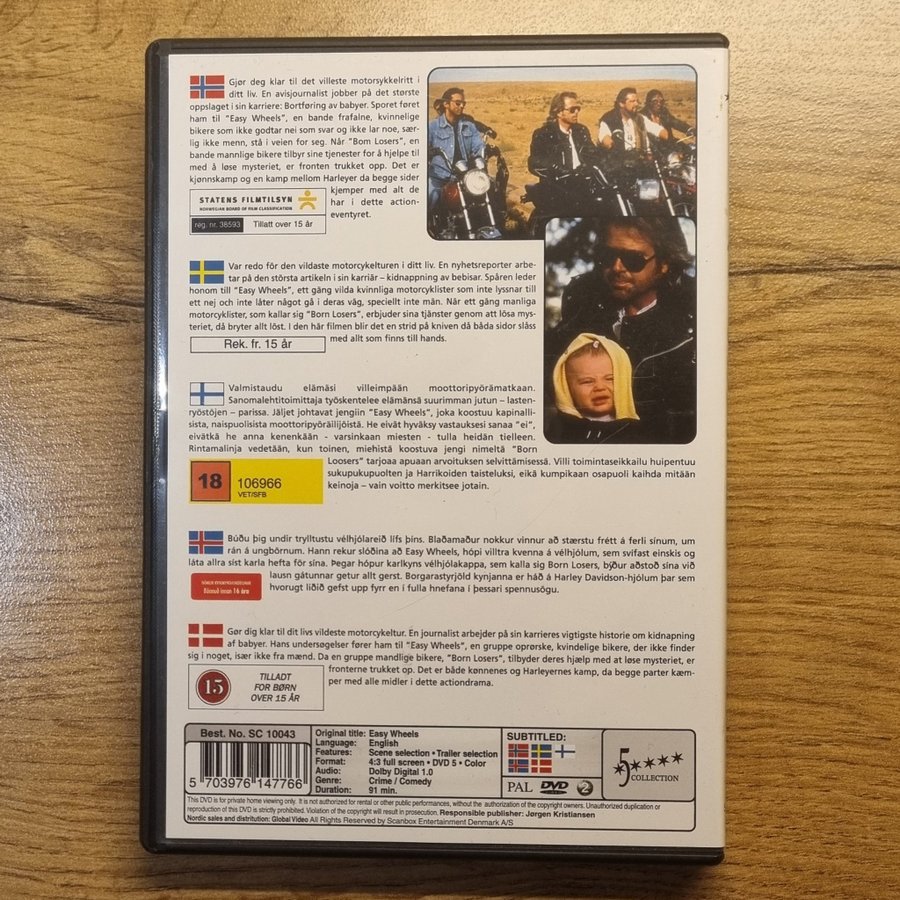 Gjør deg klar til det villeste motorsykkelritt i
ditt liv. En avisjournalist jobber på det største
oppslaget i sin karriere: Bortføring av babyer. Sporet føret
ham til "Easy Wheels", en bande frafalne, kvinnelige
bikere som ikke godtar nei som svar og ikke lar noe, sær-
lig ikke menn, stå i veien for seg. Når "Born Losers", en
bande mannlige bikere tilbyr sine tjenester for å hjelpe til
med å løse mysteriet, er fronten trukket opp. Det er
kjønnskamp og en kamp mellom Harleyer da begge sider
kjemper med alt de
har i dette action-
eventyret.
STATENS FILMTILSYN
NORWEGIAN BOARD OF FILM CLASSIFICATION
reg. nr. 38593 Tillatt over 15 år
Var redo för den vildaste motorcykelturen i ditt liv. En nyhetsreporter arbe-
tar på den största artikeln i sin karriär – kidnappning av bebisar. Spåren leder
honom till "Easy Wheels", ett gäng vilda kvinnliga motorcyklister som inte lyssnar till
ett nej och inte låter något gå i deras väg, speciellt inte män. När ett gäng manliga
motorcyklister, som kallar sig "Born Losers", erbjuder sina tjänster genom att lösa mys-
teriet, då bryter allt löst. I den här filmen blir det en strid på kniven då båda sidor slåss
med allt som finns till hands.
Rek. fr. 15 år
Valmistaudu elämäsi villeimpään moottoripyörämatkaan.
Sanomalehtitoimittaja työskentelee elämänsä suurimman jutun – lasten-
ryöstöjen – parissa. Jäljet johtavat jengiin "Easy Wheels", joka koostuu kapinalli-
sista, naispuolisista moottoripyöräilijöistä. He eivät hyväksy vastauksesi sanaa "ei",
eivätkä he anna kenenkään - varsinkaan miesten - tulla heidän tielleen.
Rintamalinja vedetään, kun toinen, miehistä koostuva jengi nimeltä "Born
Loosers" tarjoaa apuaan arvoituksen selvittämisessä. Villi toimintaseikkailu huipentuu
sukupukupuolten ja Harrikoiden taisteluksi, eikä kumpikaan osapuoli kaihda mitään
keinoja – vain voitto merkitsee jotain.
18 106966
VET/SFB
Búðu þig undir trylltustu vélhjólareið lífs þíns. Blaðamaður nokkur vinnur að stærstu frétt á ferli sínum, um
rán á ungbörnum. Hann rekur slóðina að Easy Wheels, hópi villtra kvenna á vélhjólum, sem svifast einskis og
láta allra síst karla hefta för sína. Þegar hópur karlkyns vélhjólakappa, sem kalla sig Born Losers, býður aðstoð sína við
lausn gátunnar getur allt gerst. Borgarastyrjöld kynjanna er háð á Harley Davidson-hjólum þar sem
hvorugt liðið gefst upp fyrr en í fulla hnefana í þessari spennusögu.
Bönnuð innan 16 ára
Gør dig klar til dit livs vildeste motorcykeltur. En journalist arbejder på sin karrieres vigtigste historie om kidnapning
af babyer. Hans undersøgelser fører ham til "Easy Wheels", en gruppe oprørske, kvindelige bikere, der ikke finder
sig i noget, især ikke fra mænd. Da en gruppe mandlige bikere, "Born Losers", tilbyder deres hjælp med at løse mysteriet, er
fronterne trukket op. Det er både kønnenes og Harleyernes kamp, da begge parter kæm-
per med alle midler i dette actiondrama.
15 TILLADT
FOR BØRN
OVER 15 ÅR
Best. No. SC 10043
5 703976 147766
Original title: Easy Wheels
Language: English
Features: Scene selection • Trailer selection
Format: 4:3 full screen • DVD 5 • Color
Audio: Dolby Digital 1.0
Genre: Crime / Comedy
Duration: 91 min.
SUBTITLED:
PAL DVD VIDEO 2
5 COLLECTION
This DVD is for private home viewing only. It is not authorized for rental or other public performances, without the authorization of the copyright owners. Unauthorized duplication or
reproduction of this DVD is strictly prohibited. Violation of the copyright will result in prosecution. Responsible publisher: Jørgen Kristiansen
Nordic sales and distribution: Global Video All Rights Reserved by Scanbox Entertainment Denmark A/S